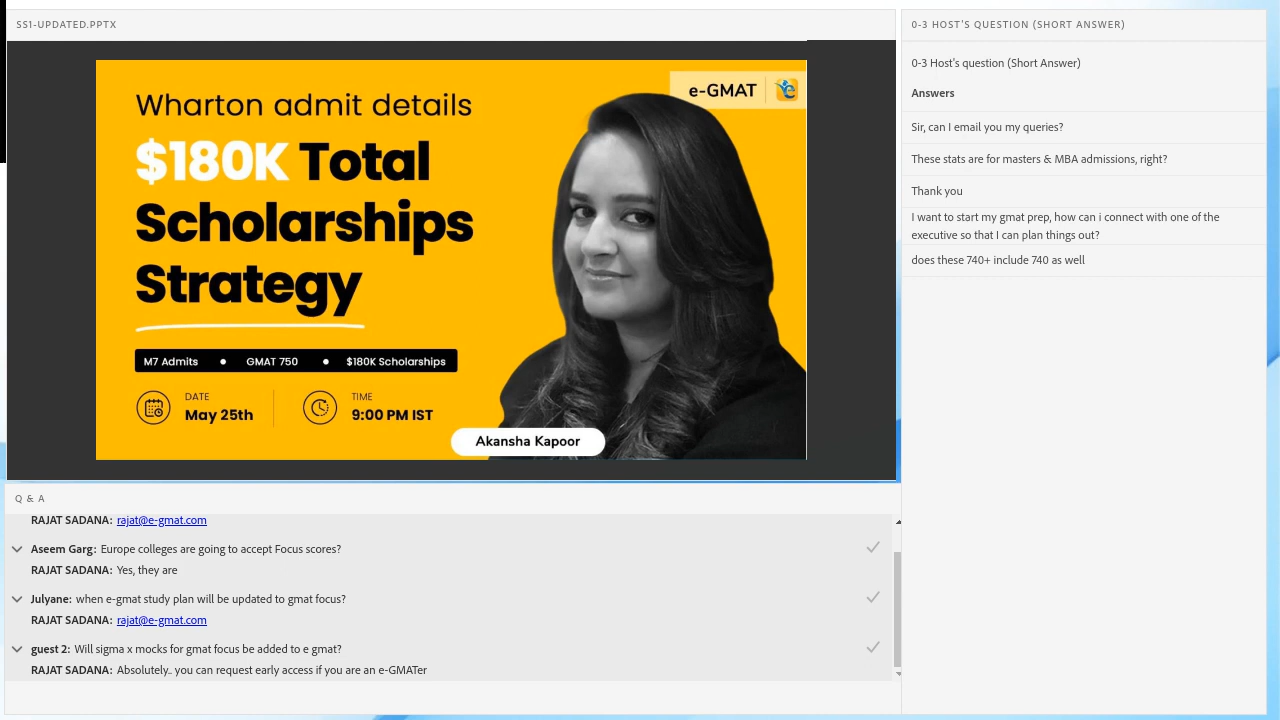 SS1-UPDATED.PPTX
e-GMAT
Wharton admit details
$180K Total
Scholarships
Strategy
M7 Admits • GMAT 750 • $180K Scholarships
DATE
May 25th
TIME
9:00 PM IST
Akansha Kapoor
Q & A
RAJAT SADANA: rajat@e-gmat.com
Aseem Garg: Europe colleges are going to accept Focus scores?
RAJAT SADANA: Yes, they are
Julyane: when e-gmat study plan will be updated to gmat focus?
RAJAT SADANA: rajat@e-gmat.com
guest 2: Will sigma x mocks for gmat focus be added to e gmat?
RAJAT SADANA: Absolutely.. you can request early access if you are an e-GMATer
0-3 HOST'S QUESTION (SHORT ANSWER)
0-3 Host's question (Short Answer)
Answers
Sir, can I email you my queries?
These stats are for masters & MBA admissions, right?
Thank you
I want to start my gmat prep, how can i connect with one of the
executive so that I can plan things out?
does these 740+ include 740 as well